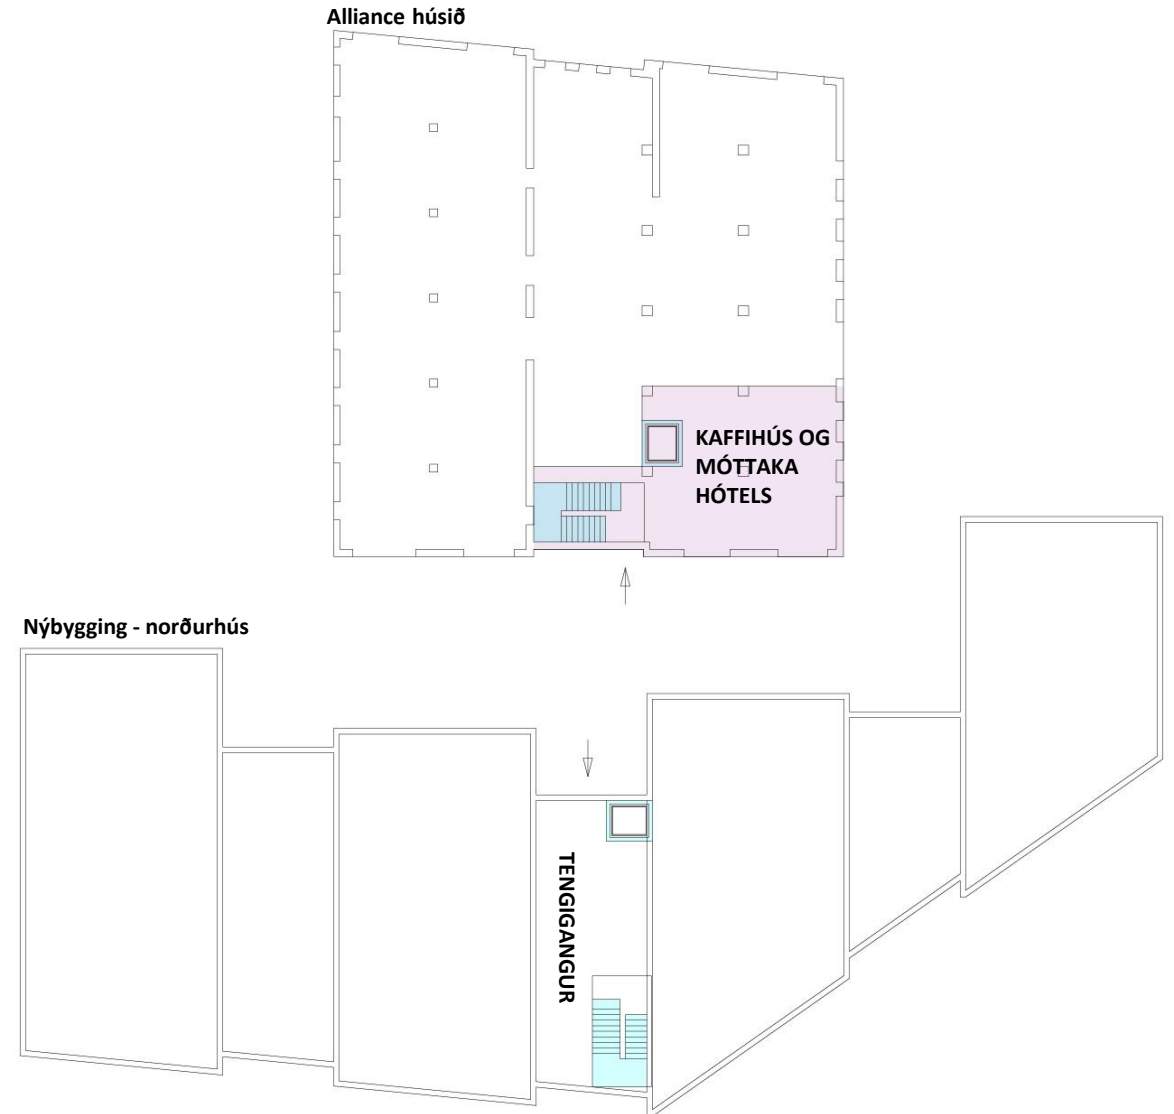 Alliance húsið
KAFFIHÚS OG
MÓTTAKA
HÓTELS
Nýbygging - norðurhús
TENGIGANGUR